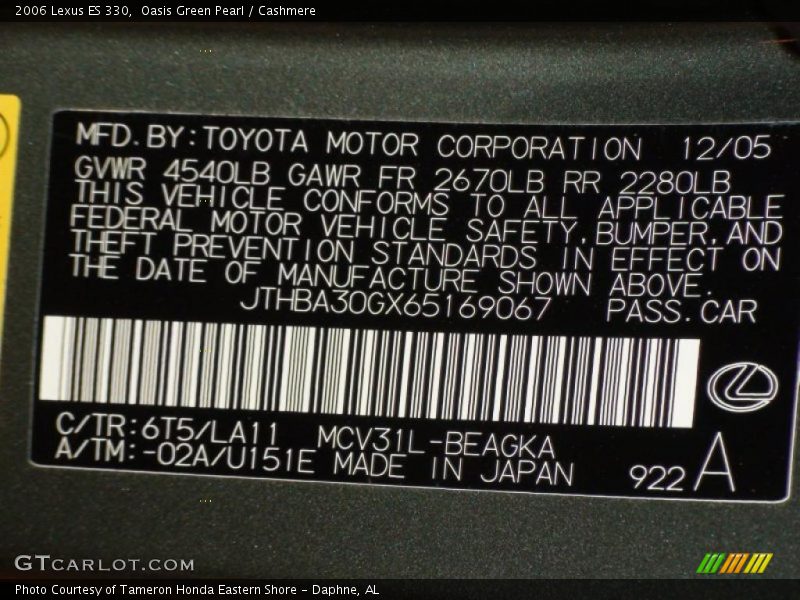 2006 Lexus ES 330,  Oasis Green Pearl / Cashmere
MFD. BY: TOYOTA MOTOR CORPORATION 12/05
GVWR 4540LB GAWR FR 2670LB RR 2280LB
THIS VEHICLE CONFORMS TO ALL APPLICABLE
FEDERAL MOTOR VEHICLE SAFETY, BUMPER, AND
THEFT PREVENTION STANDARDS IN EFFECT ON
THE DATE OF MANUFACTURE SHOWN ABOVE.
JTHBA30GX65169067 PASS. CAR
C/TR: 6T5/LA11 MCV31L-BEAGKA
A/TM: -02A/U151E MADE IN JAPAN 922 A
GTCARLOT.COM
Photo Courtesy of Tameron Honda Eastern Shore - Daphne, AL